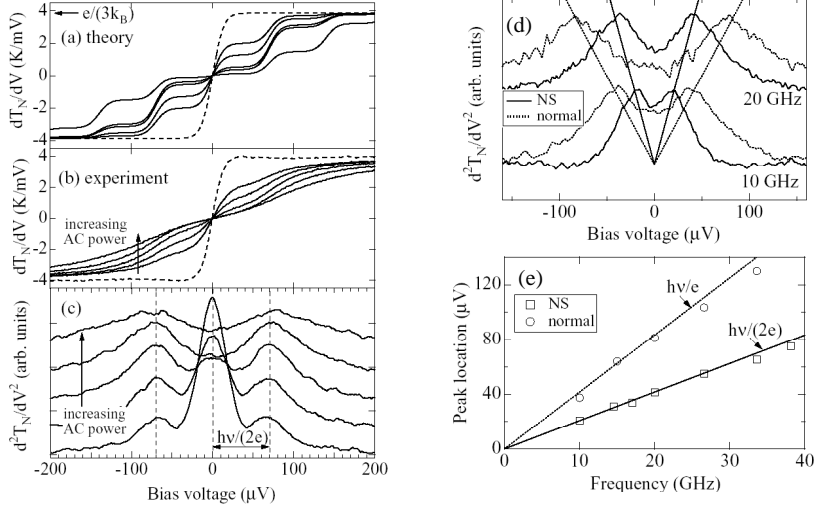 e/(3k_B)
(a) theory
dT_N/dV (K/mV)
4
2
0
-2
-4
(b) experiment
increasing
AC power
dT_N/dV (K/mV)
4
2
0
-2
-4
(c)
increasing
AC power
d²T_N/dV² (arb. units)
hν/(2e)
-200
-100
0
100
200
Bias voltage (μV)
(d)
d²T_N/dV² (arb. units)
NS
normal
20 GHz
10 GHz
-100
0
100
Bias voltage (μV)
(e)
NS
normal
hν/e
hν/(2e)
Peak location (μV)
120
80
40
0
0
10
20
30
40
Frequency (GHz)